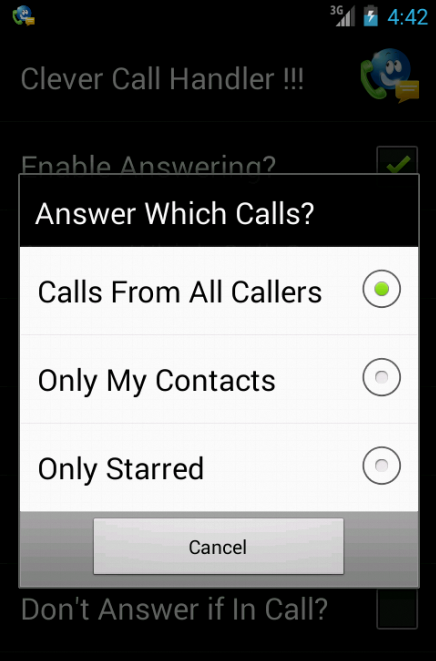 3G 4:42
Clever Call Handler !!!
Enable Answering?
Answer Which Calls?
Calls From All Callers
Only My Contacts
Only Starred
Cancel
Don't Answer if In Call?